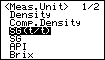 <Meas.Unit> 1/2
Density
Comp.Density
SG(t/t)
SG
API
Brix